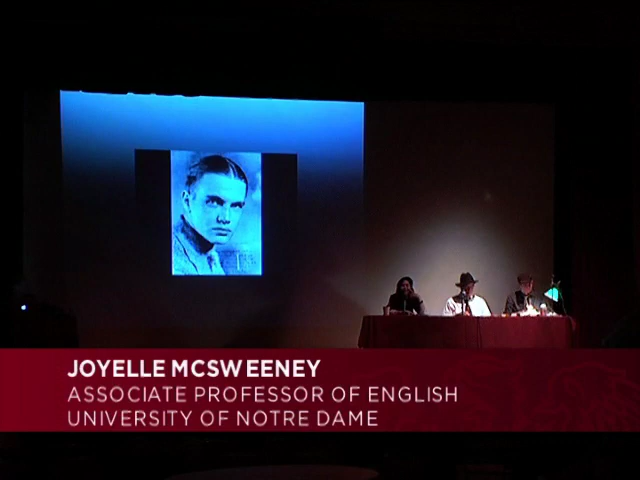 JOYELLE MCSWEENEY
ASSOCIATE PROFESSOR OF ENGLISH
UNIVERSITY OF NOTRE DAME